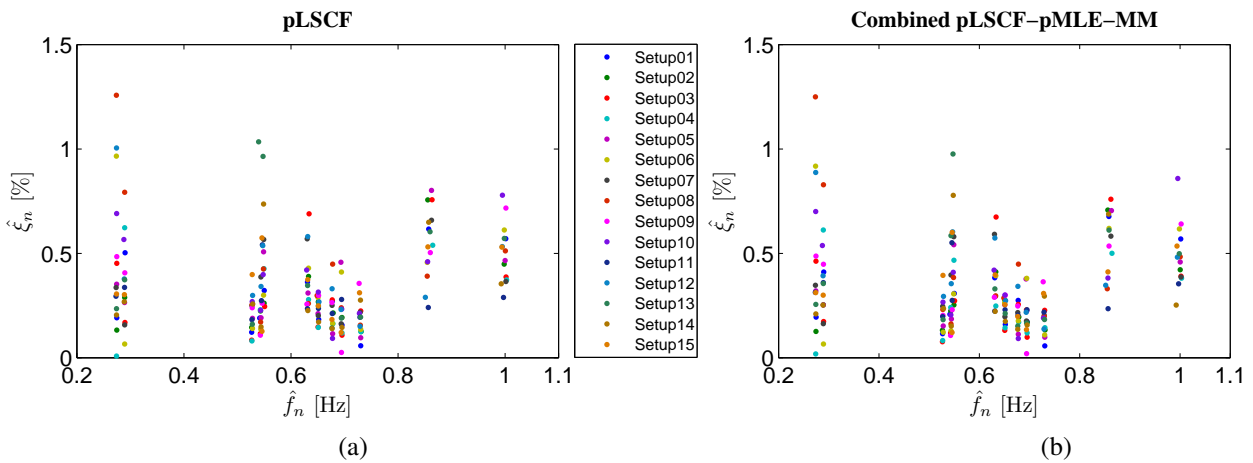 pLSCF
1.5
1
0.5
0
0.2
0.4
0.6
0.8
1
1.1
ξ̂n [%]
f̂n [Hz]
(a)
Setup01
Setup02
Setup03
Setup04
Setup05
Setup06
Setup07
Setup08
Setup09
Setup10
Setup11
Setup12
Setup13
Setup14
Setup15
Combined pLSCF−pMLE−MM
1.5
1
0.5
0
0.2
0.4
0.6
0.8
1
1.1
ξ̂n [%]
f̂n [Hz]
(b)